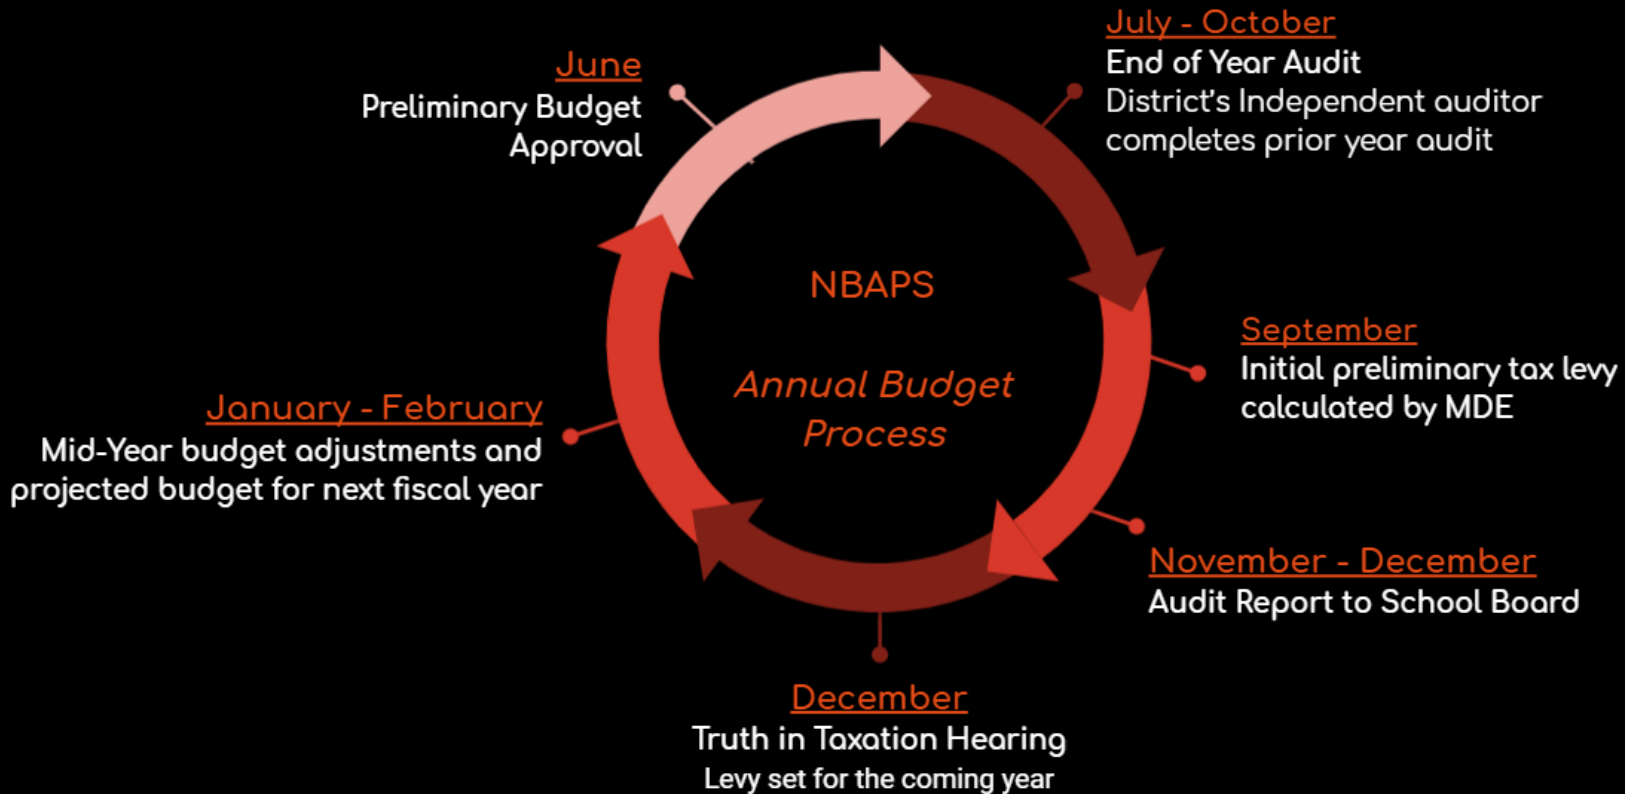 June
Preliminary Budget
Approval
July - October
End of Year Audit
District's Independent auditor
completes prior year audit
NBAPS
Annual Budget
Process
September
Initial preliminary tax levy
calculated by MDE
January - February
Mid-Year budget adjustments and
projected budget for next fiscal year
November - December
Audit Report to School Board
December
Truth in Taxation Hearing
Levy set for the coming year